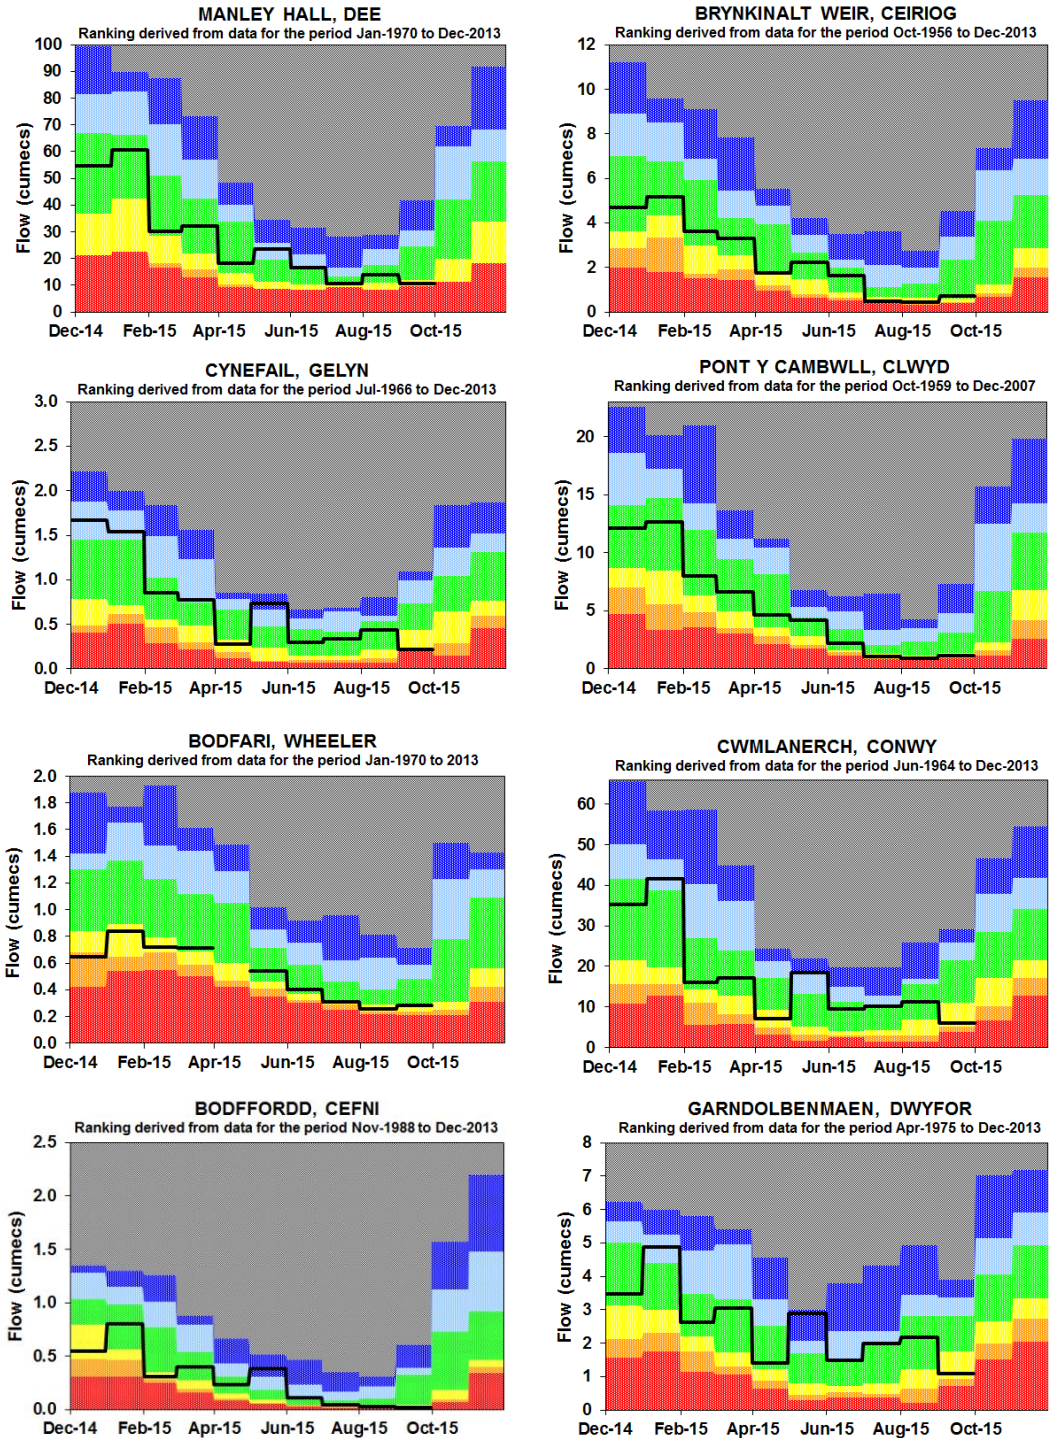 MANLEY HALL, DEE
Ranking derived from data for the period Jan-1970 to Dec-2013
Flow (cumecs)
100
90
80
70
60
50
40
30
20
10
0
Dec-14 Feb-15 Apr-15 Jun-15 Aug-15 Oct-15
BRYNKINALT WEIR, CEIRIOG
Ranking derived from data for the period Oct-1956 to Dec-2013
Flow (cumecs)
12
10
8
6
4
2
0
Dec-14 Feb-15 Apr-15 Jun-15 Aug-15 Oct-15
CYNEFAIL, GELYN
Ranking derived from data for the period Jul-1966 to Dec-2013
Flow (cumecs)
3.0
2.5
2.0
1.5
1.0
0.5
0.0
Dec-14 Feb-15 Apr-15 Jun-15 Aug-15 Oct-15
PONT Y CAMBWLL, CLWYD
Ranking derived from data for the period Oct-1959 to Dec-2007
Flow (cumecs)
20
15
10
5
0
Dec-14 Feb-15 Apr-15 Jun-15 Aug-15 Oct-15
BODFARI, WHEELER
Ranking derived from data for the period Jan-1970 to 2013
Flow (cumecs)
2.0
1.8
1.6
1.4
1.2
1.0
0.8
0.6
0.4
0.2
0.0
Dec-14 Feb-15 Apr-15 Jun-15 Aug-15 Oct-15
CWMLANERCH, CONWY
Ranking derived from data for the period Jun-1964 to Dec-2013
Flow (cumecs)
60
50
40
30
20
10
0
Dec-14 Feb-15 Apr-15 Jun-15 Aug-15 Oct-15
BODFFORDD, CEFNI
Ranking derived from data for the period Nov-1988 to Dec-2013
Flow (cumecs)
2.5
2.0
1.5
1.0
0.5
0.0
Dec-14 Feb-15 Apr-15 Jun-15 Aug-15 Oct-15
GARNDOLBENMAEN, DWYFOR
Ranking derived from data for the period Apr-1975 to Dec-2013
Flow (cumecs)
8
7
6
5
4
3
2
1
0
Dec-14 Feb-15 Apr-15 Jun-15 Aug-15 Oct-15